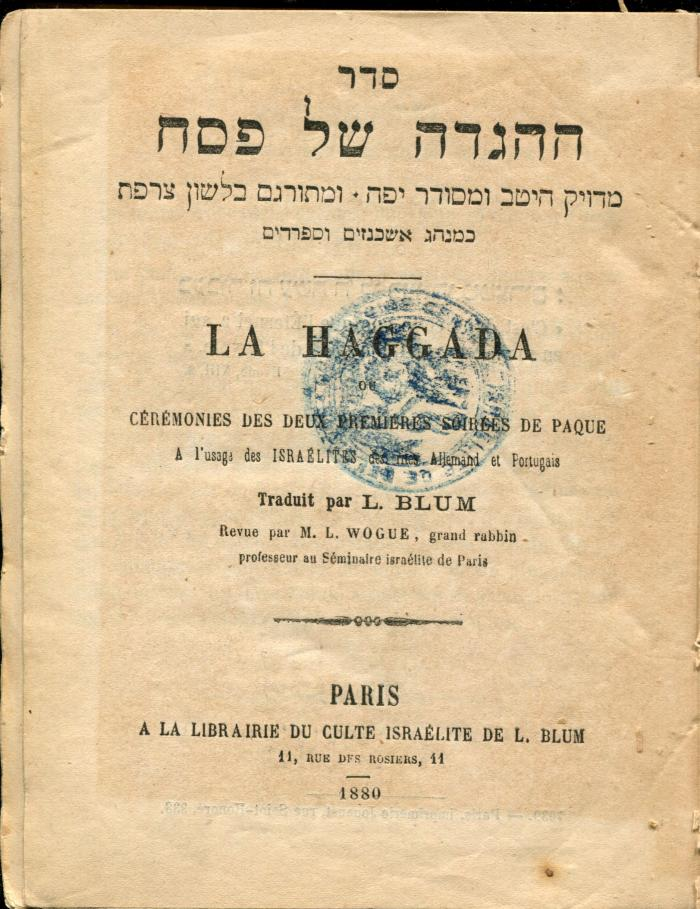 סדר
ההגדה של פסח
מדויק היטב ומסודר יפה · ומתורגם בלשון צרפת
כמנהג אשכנזים וספרדים
LA HAGGADA
OU
CÉRÉMONIES DES DEUX PREMIÈRES SOIRÉES DE PAQUE
A l'usage des ISRAÉLITES des rites Allemand et Portugais
Traduit par L. BLUM
Revue par M. L. WOGUE, grand rabbin
professeur au Séminaire israélite de Paris
PARIS
A LA LIBRAIRIE DU CULTE ISRAÉLITE DE L. BLUM
11, RUE DES ROSIERS, 11
1880